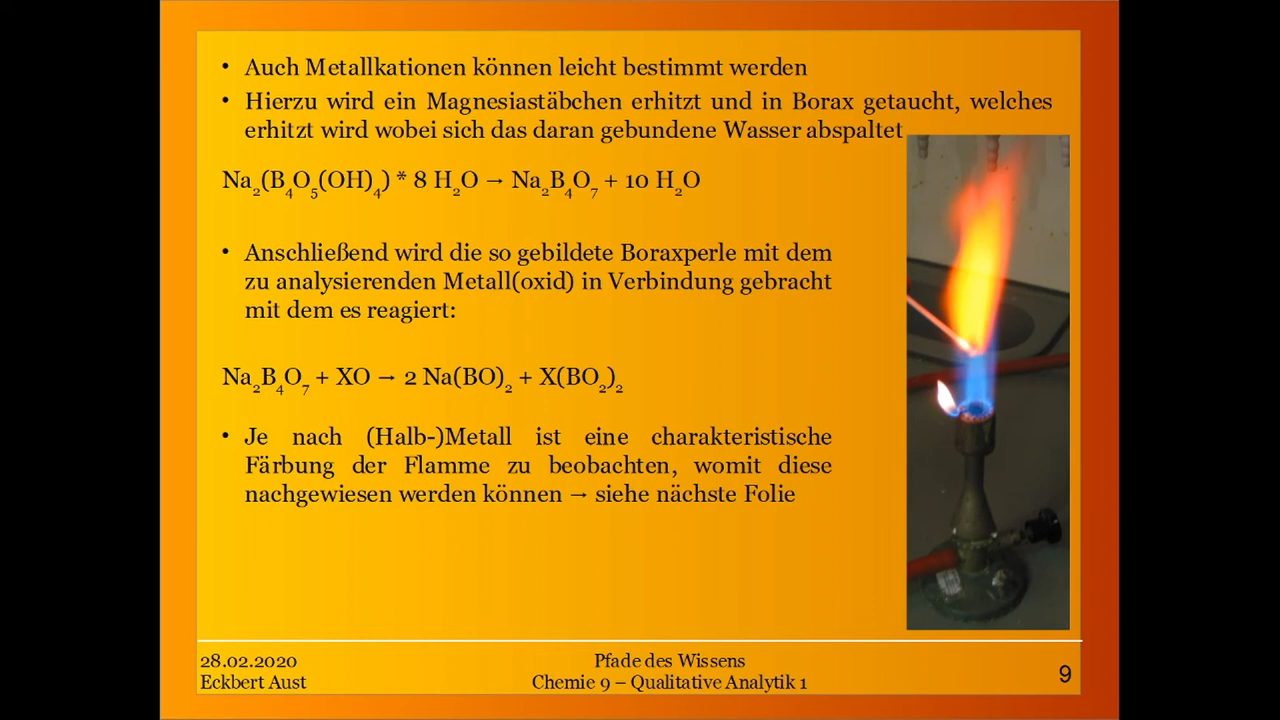 • Auch Metallkationen können leicht bestimmt werden
• Hierzu wird ein Magnesiastäbchen erhitzt und in Borax getaucht, welches
erhitzt wird wobei sich das daran gebundene Wasser abspaltet
Na₂(B₄O₅(OH)₄) * 8 H₂O → Na₂B₄O₇ + 10 H₂O
• Anschließend wird die so gebildete Boraxperle mit dem
zu analysierenden Metall(oxid) in Verbindung gebracht
mit dem es reagiert:
Na₂B₄O₇ + XO → 2 Na(BO)₂ + X(BO₂)₂
• Je nach (Halb-)Metall ist eine charakteristische
Färbung der Flamme zu beobachten, womit diese
nachgewiesen werden können → siehe nächste Folie
28.02.2020
Eckbert Aust
Pfade des Wissens
Chemie 9 – Qualitative Analytik 1
9